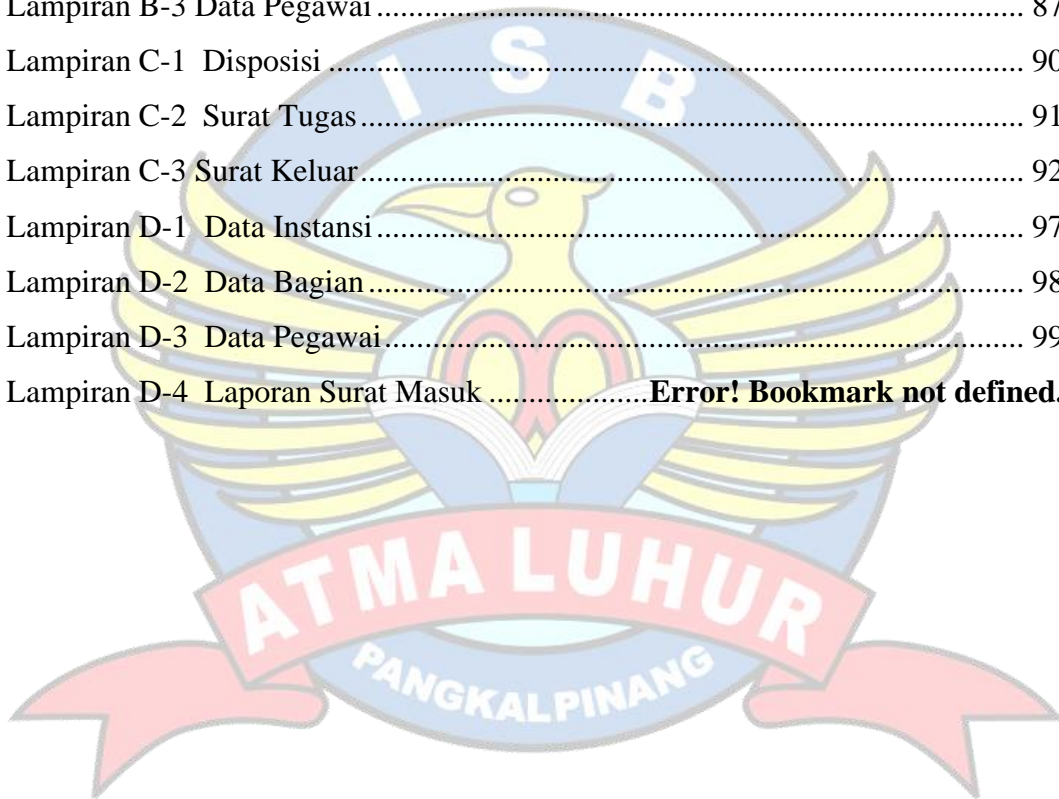 Lampiran B-3 Data Pegawai.................................................................................. 87
Lampiran C-1  Disposisi........................................................................................ 90
Lampiran C-2  Surat Tugas.................................................................................... 91
Lampiran C-3 Surat Keluar.................................................................................... 92
Lampiran D-1  Data Instansi.................................................................................. 97
Lampiran D-2  Data Bagian................................................................................... 98
Lampiran D-3  Data Pegawai................................................................................. 99
Lampiran D-4  Laporan Surat Masuk ....................Error! Bookmark not defined.
I S B
ATMA LUHUR
PANGKALPINANG